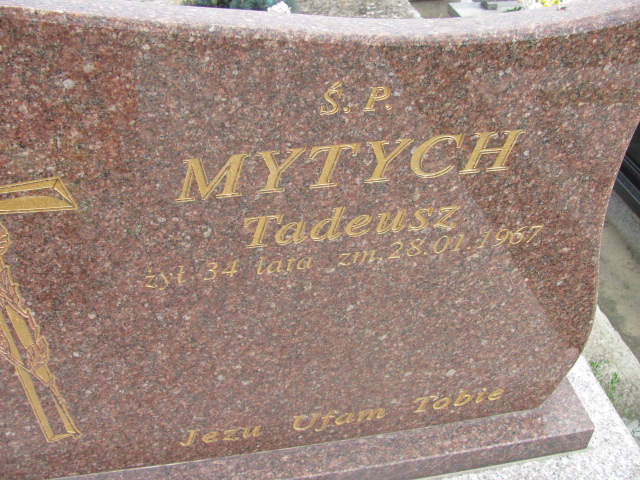 Ś. P.
MYTYCH
Tadeusz
żył 34 lata zm. 28.01.1967
Jezu Ufam Tobie